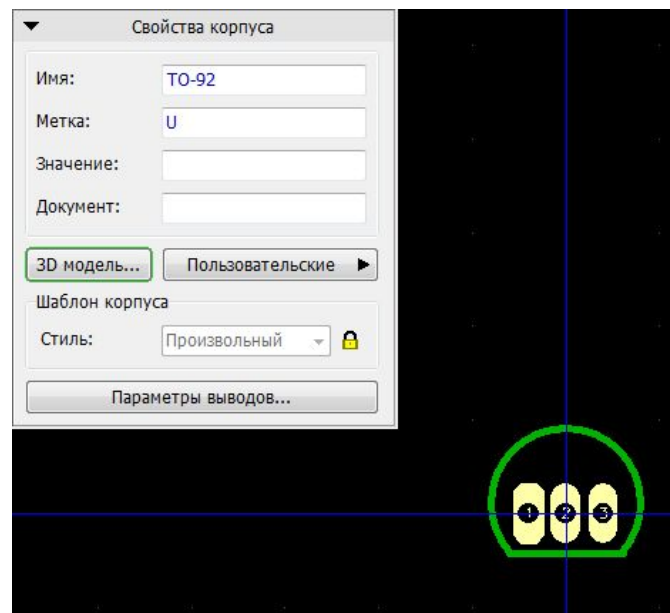 Свойства корпуса
Имя: TO-92
Метка: U
Значение:
Документ:
3D модель... Пользовательские
Шаблон корпуса
Стиль: Произвольный
Параметры выводов...
1 2 3